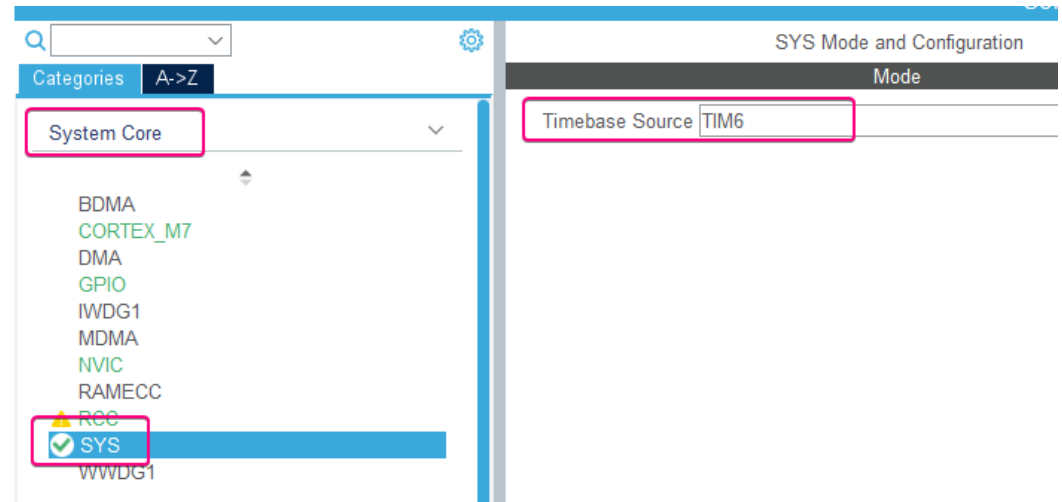 SYS Mode and Configuration
Categories
A->Z
Mode
System Core
Timebase Source TIM6
BDMA
CORTEX_M7
DMA
GPIO
IWDG1
MDMA
NVIC
RAMECC
RCC
SYS
WWDG1